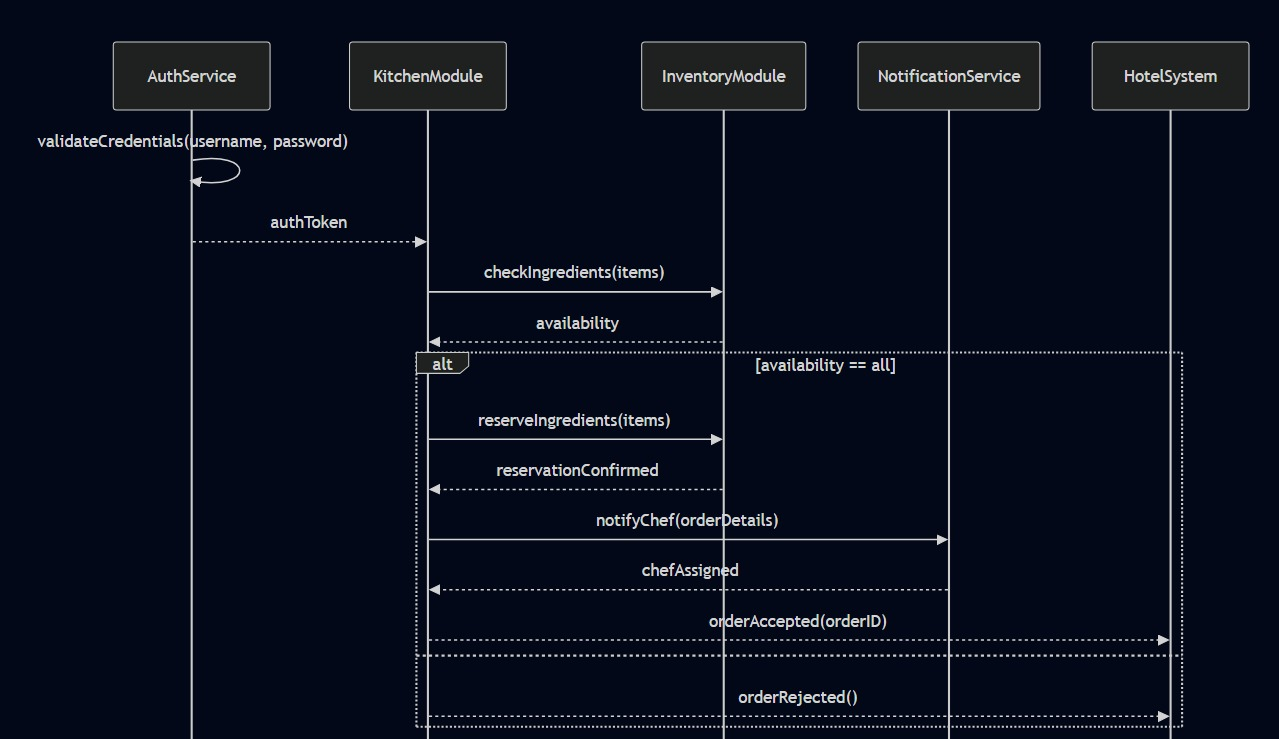 AuthService
KitchenModule
InventoryModule
NotificationService
HotelSystem
validateCredentials(username, password)
authToken
checkIngredients(items)
availability
alt
[availability == all]
reserveIngredients(items)
reservationConfirmed
notifyChef(orderDetails)
chefAssigned
orderAccepted(orderID)
orderRejected()